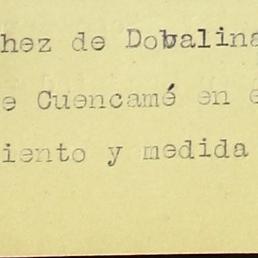 hez de Dobalina
e Cuencamé en e
iento y medida